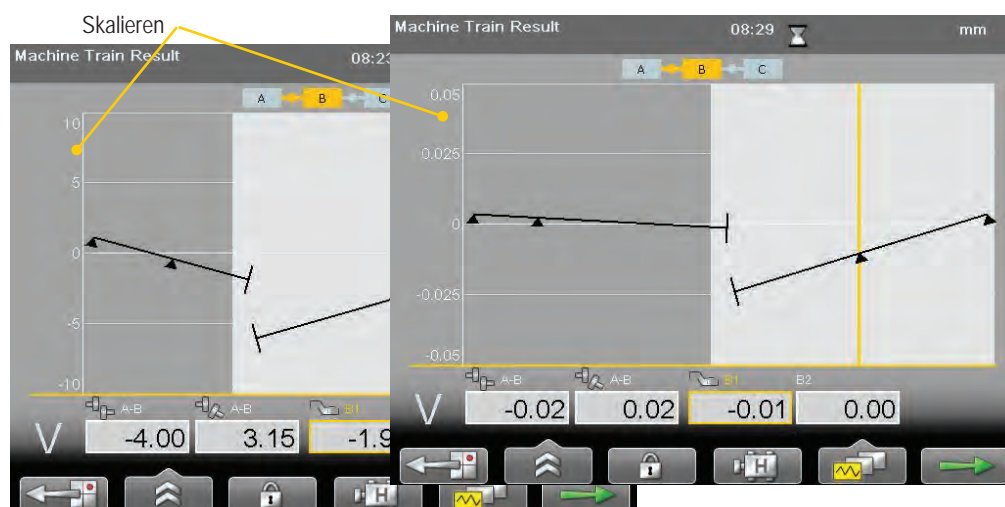 Skalieren
Machine Train Result 08:23
A B C
10
5
0
-5
-10
A-B A-B B1
V -4.00 3.15 -1.9
H
Machine Train Result 08:29 mm
A B C
0.05
0.025
0
-0.025
-0.05
A-B A-B B1 B2
V -0.02 0.02 -0.01 0.00
H